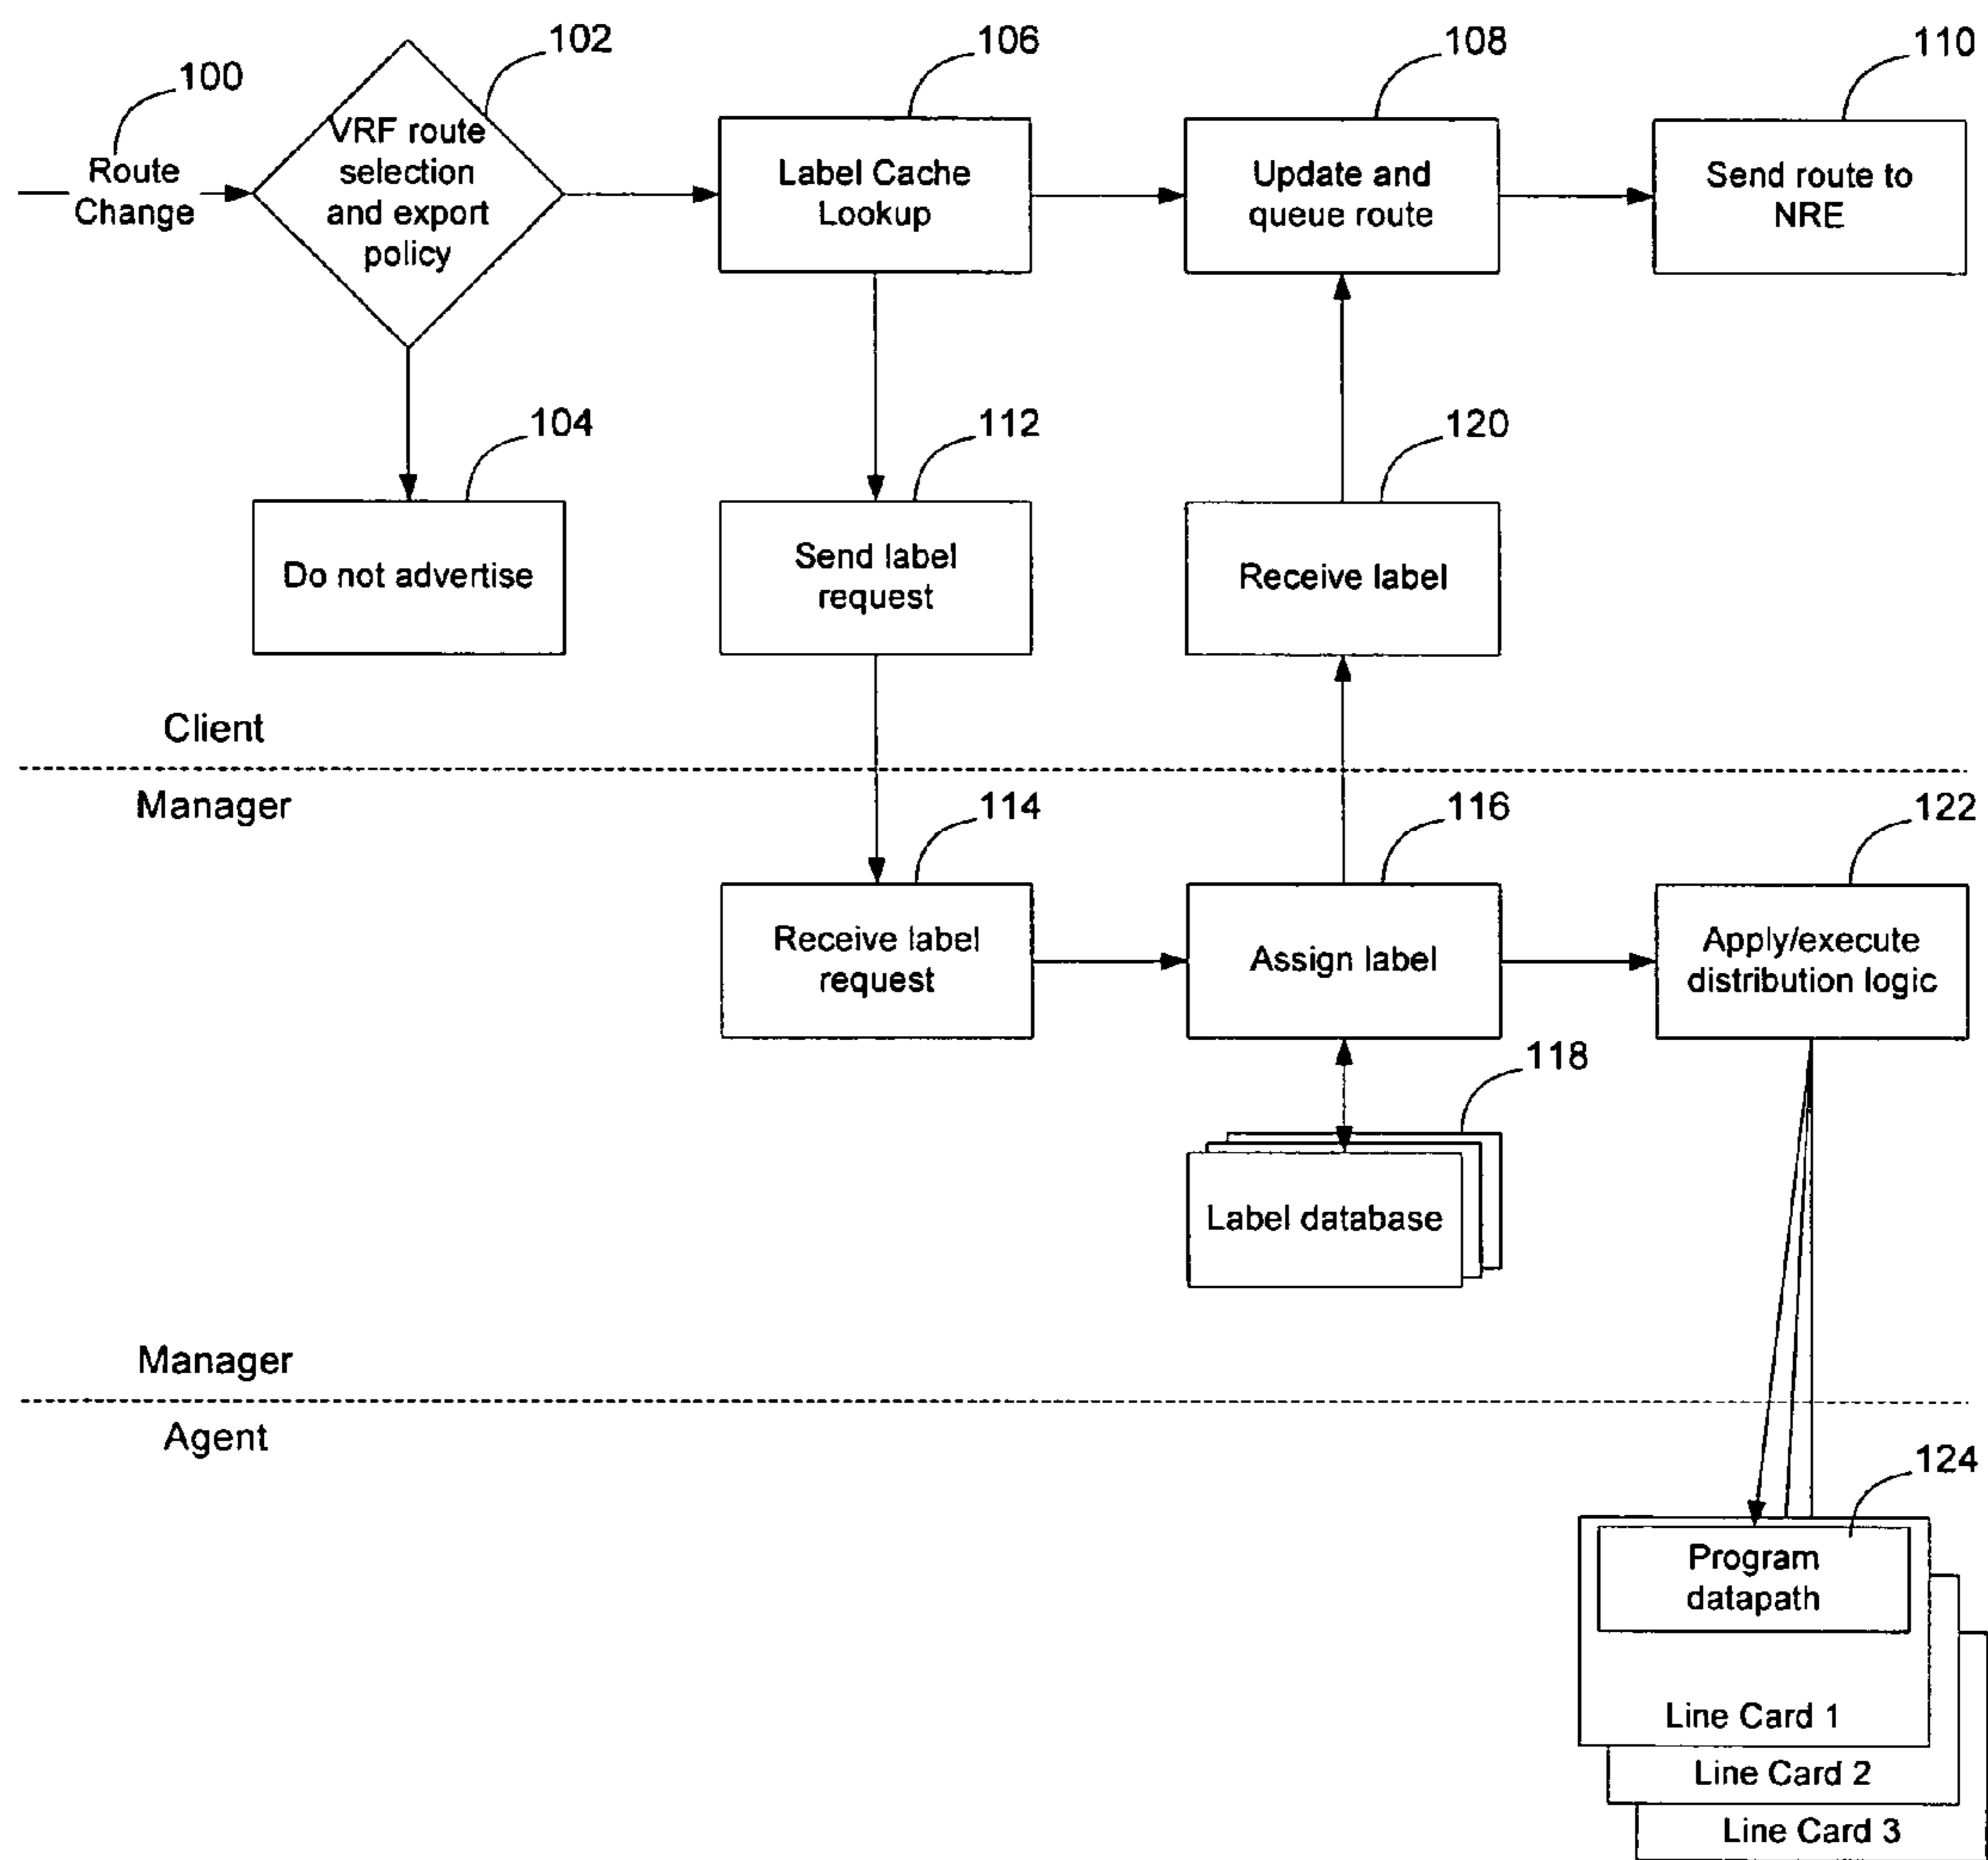 100
Route
Change
102
VRF route
selection
and export
policy
106
Label Cache
Lookup
108
Update and
queue route
110
Send route to
NRE
104
Do not advertise
112
Send label
request
120
Receive label
Client
Manager
114
Receive label
request
116
Assign label
122
Apply/execute
distribution logic
118
Label database
Manager
Agent
124
Program
datapath
Line Card 1
Line Card 2
Line Card 3